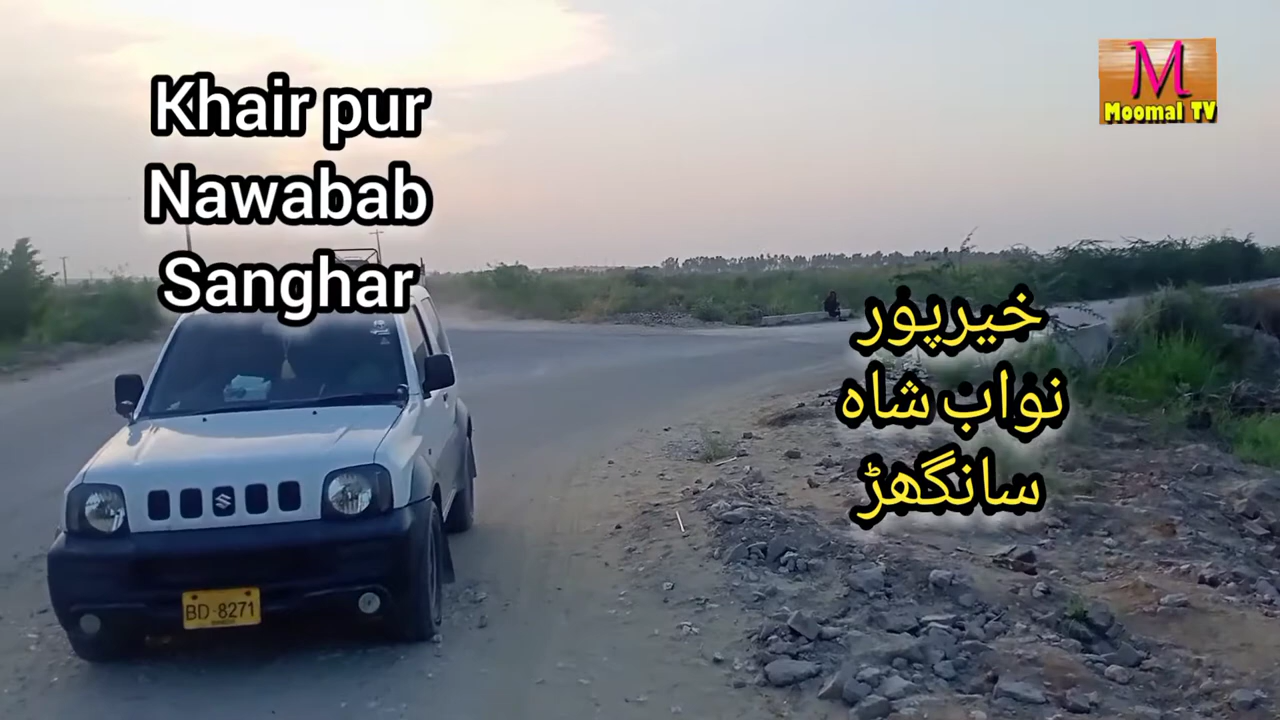 Khair pur
Nawabab
Sanghar
M
Moomal TV
خیرپور
نواب شاہ
سانگھڑ
BD-8271